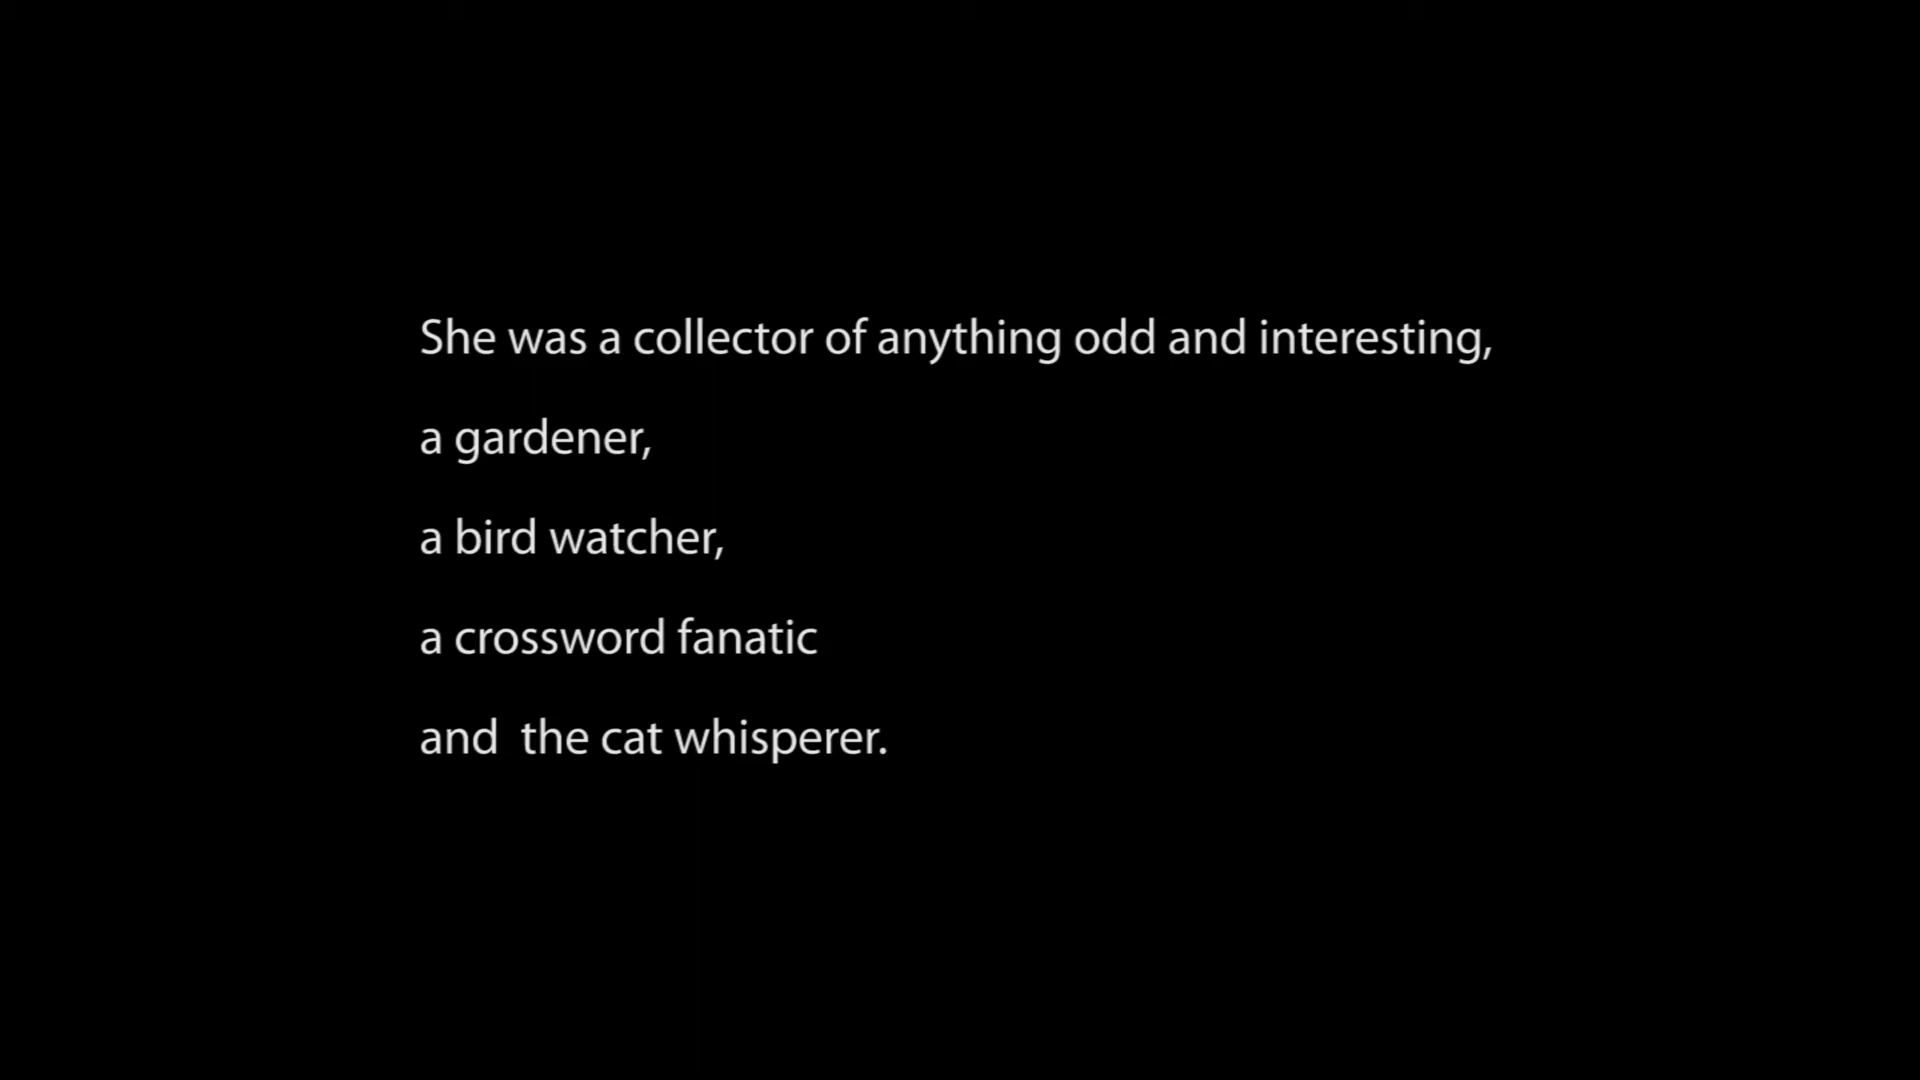 She was a collector of anything odd and interesting,
a gardener,
a bird watcher,
a crossword fanatic
and  the cat whisperer.